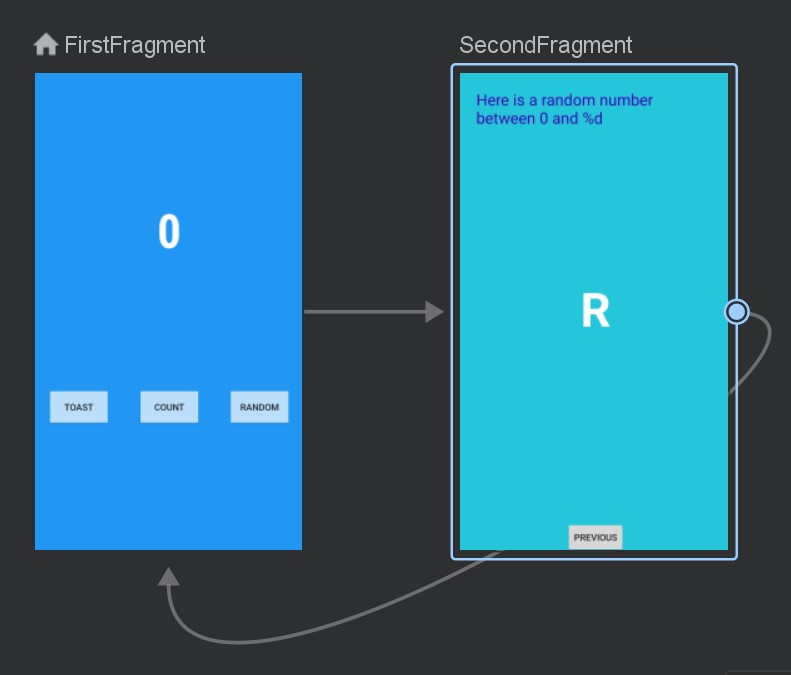 FirstFragment
SecondFragment
0
TOAST
COUNT
RANDOM
Here is a random number
between 0 and %d
R
PREVIOUS